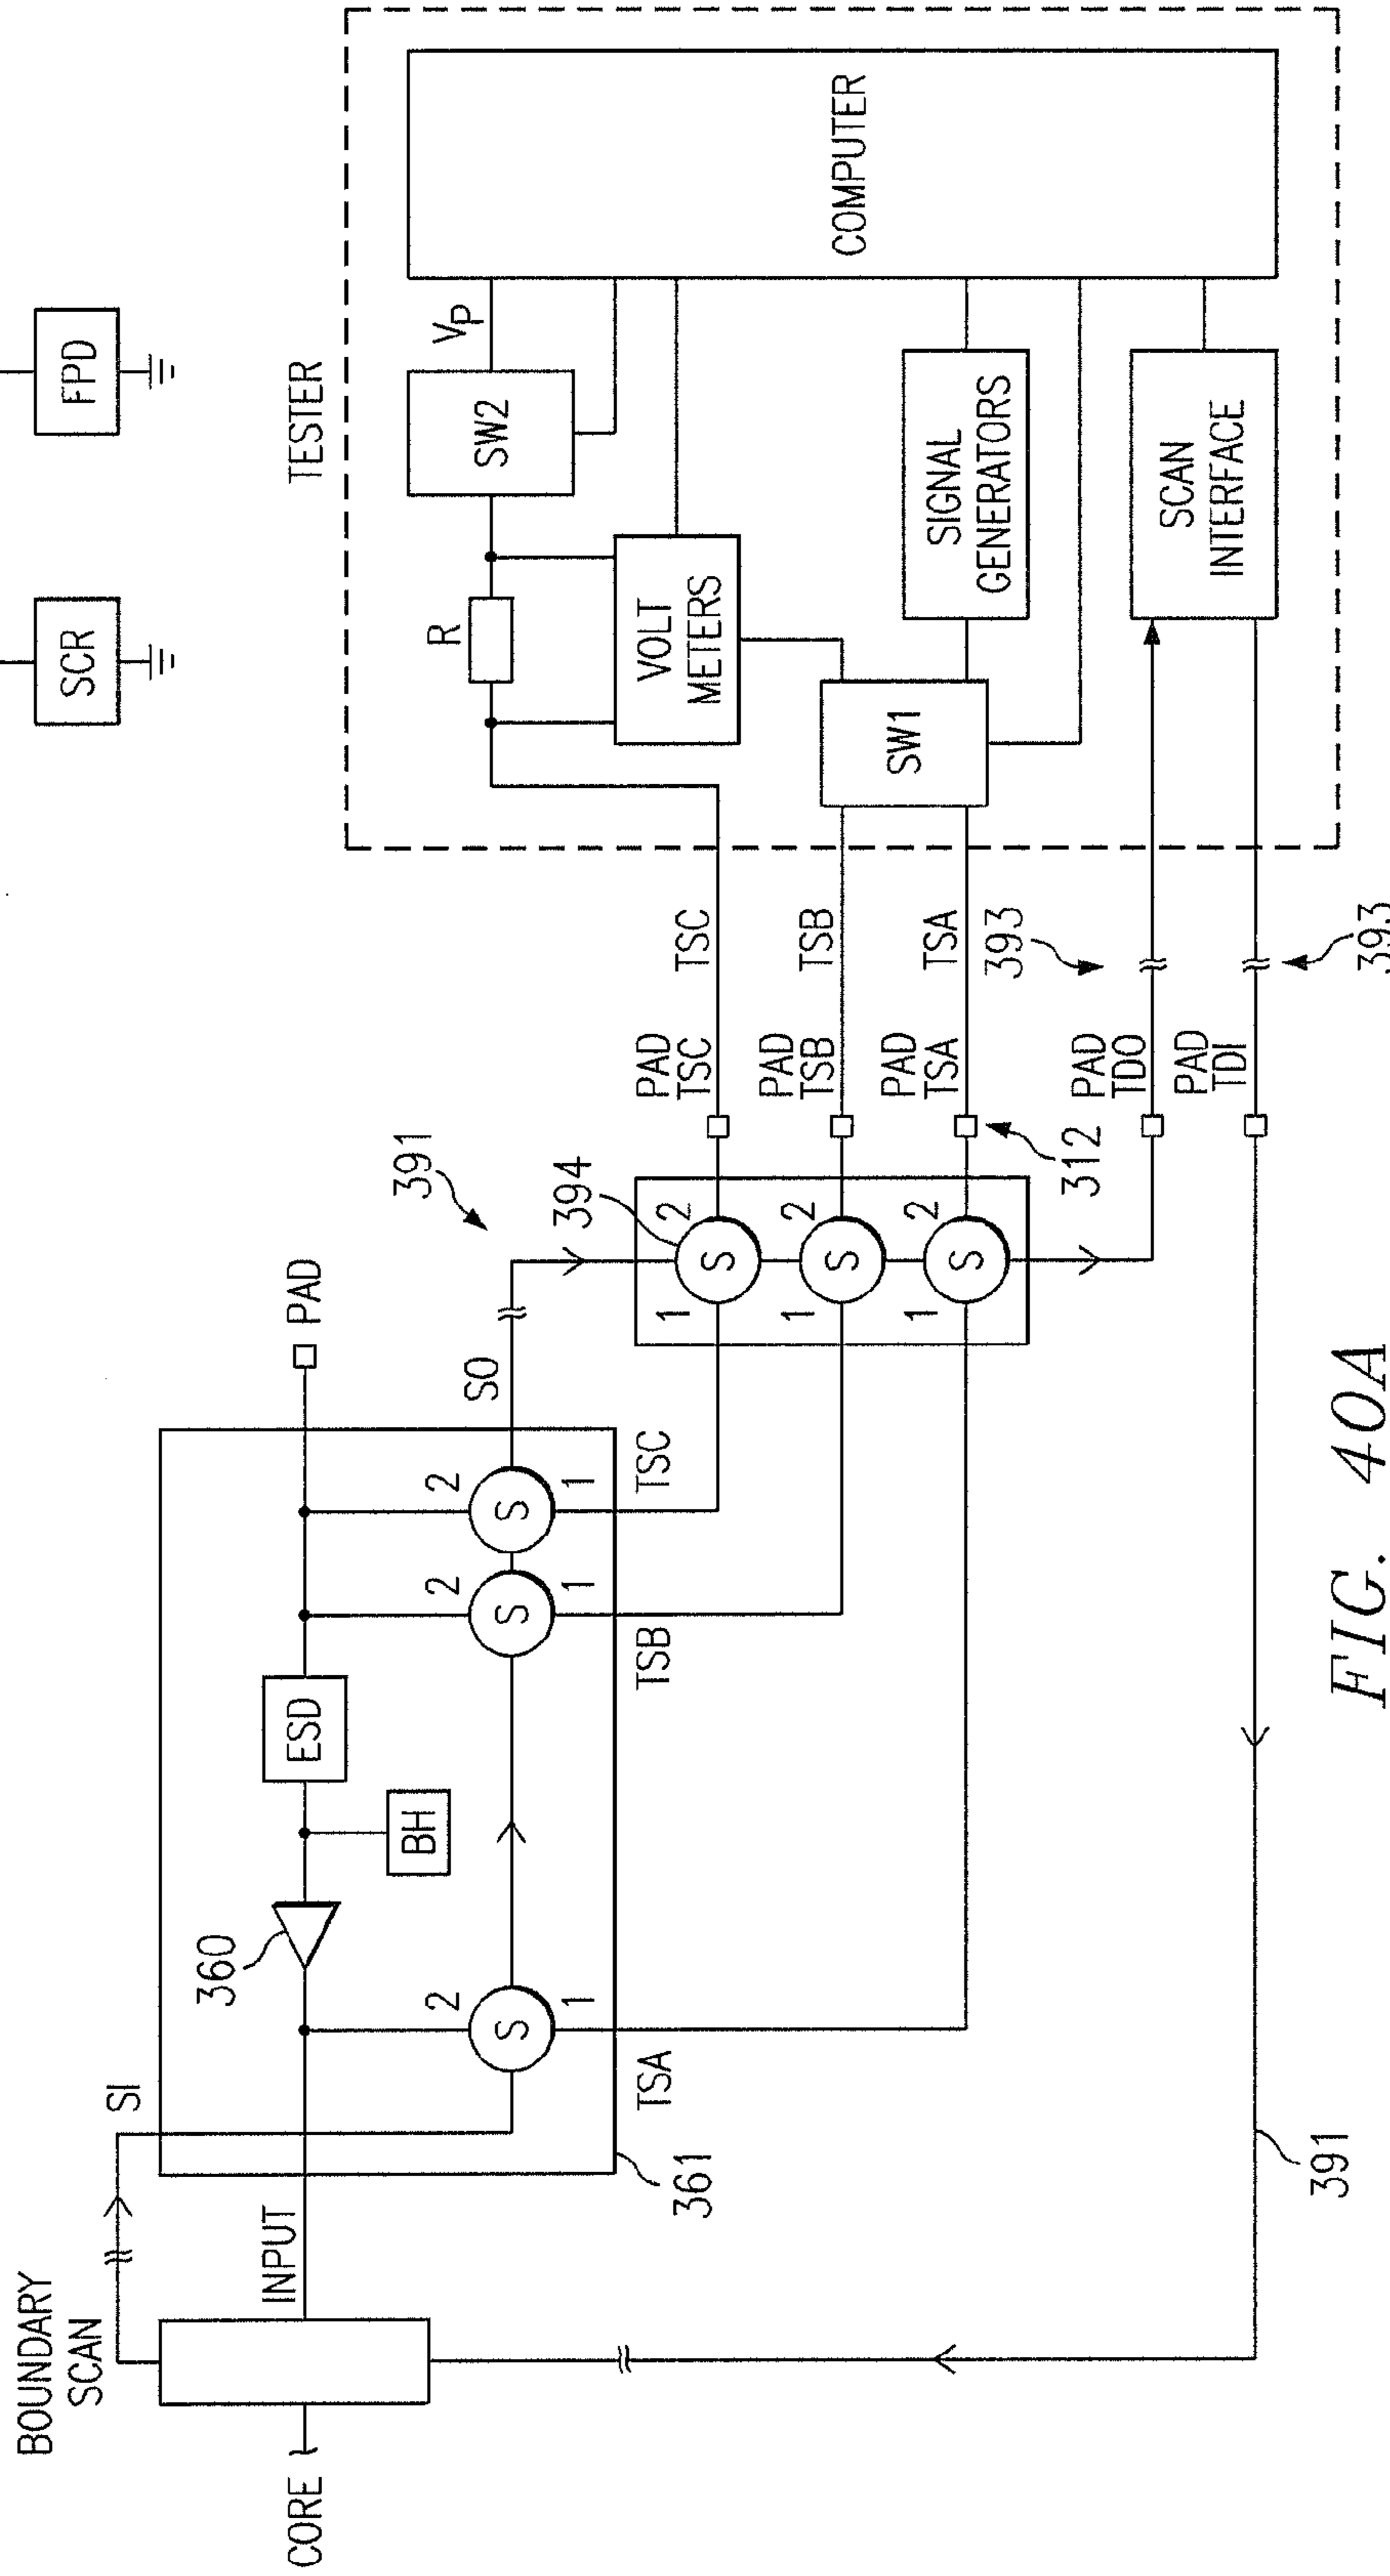 SCR
FPD
TESTER
BOUNDARY
SCAN
SI
CORE
INPUT
360
BH
ESD
PAD
2
S
1
2
S
1
2
S
1
SO
361
TSA
TSB
TSC
391
394
1
S
2
1
S
2
1
S
2
PAD
TSC
PAD
TSB
PAD
TSA
312
PAD
TDO
PAD
TDI
TSC
TSB
TSA
393
393
391
R
SW2
VP
VOLT
METERS
SW1
SIGNAL
GENERATORS
SCAN
INTERFACE
COMPUTER
FIG. 40A